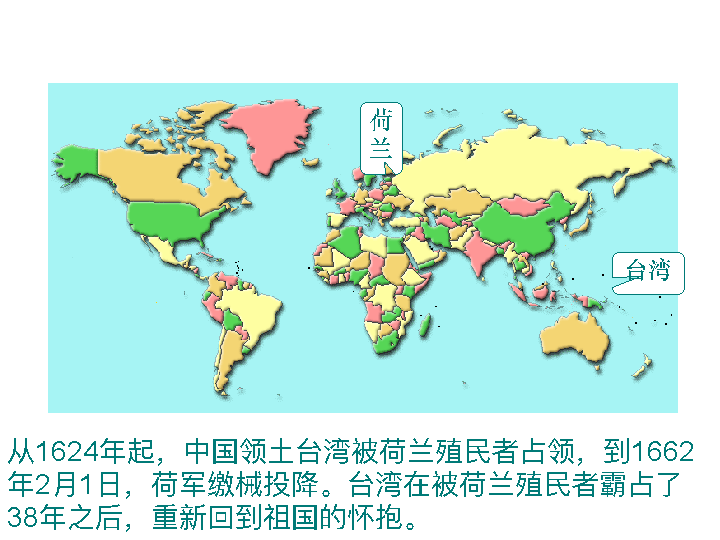 荷
兰
台湾
从1624年起，中国领土台湾被荷兰殖民者占领，到1662
年2月1日，荷军缴械投降。台湾在被荷兰殖民者霸占了
38年之后，重新回到祖国的怀抱。